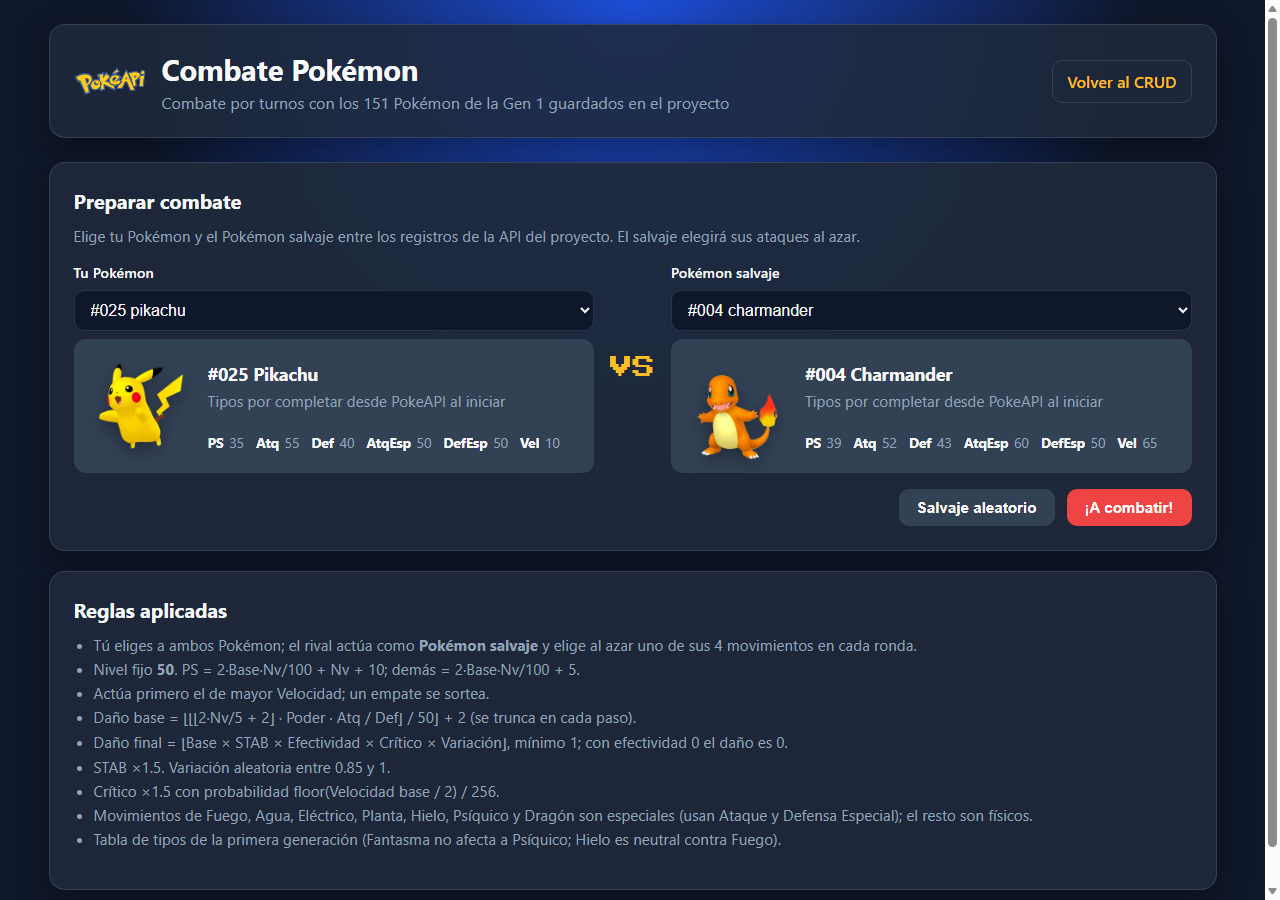 PokéAPI
Combate Pokémon
Combate por turnos con los 151 Pokémon de la Gen 1 guardados en el proyecto
Volver al CRUD
Preparar combate
Elige tu Pokémon y el Pokémon salvaje entre los registros de la API del proyecto. El salvaje elegirá sus ataques al azar.
Tu Pokémon
#025 pikachu
#025 Pikachu
Tipos por completar desde PokeAPI al iniciar
PS 35 Atq 55 Def 40 AtqEsp 50 DefEsp 50 Vel 10
VS
Pokémon salvaje
#004 charmander
#004 Charmander
Tipos por completar desde PokeAPI al iniciar
PS 39 Atq 52 Def 43 AtqEsp 60 DefEsp 50 Vel 65
Salvaje aleatorio
¡A combatir!
Reglas aplicadas
• Tú eliges a ambos Pokémon; el rival actúa como Pokémon salvaje y elige al azar uno de sus 4 movimientos en cada ronda.
• Nivel fijo 50. PS = 2·Base·Nv/100 + Nv + 10; demás = 2·Base·Nv/100 + 5.
• Actúa primero el de mayor Velocidad; un empate se sortea.
• Daño base = ⌊⌊⌊2·Nv/5 + 2⌋ · Poder · Atq / Def⌋ / 50⌋ + 2 (se trunca en cada paso).
• Daño final = ⌊Base × STAB × Efectividad × Crítico × Variación⌋, mínimo 1; con efectividad 0 el daño es 0.
• STAB ×1.5. Variación aleatoria entre 0.85 y 1.
• Crítico ×1.5 con probabilidad floor(Velocidad base / 2) / 256.
• Movimientos de Fuego, Agua, Eléctrico, Planta, Hielo, Psíquico y Dragón son especiales (usan Ataque y Defensa Especial); el resto son físicos.
• Tabla de tipos de la primera generación (Fantasma no afecta a Psíquico; Hielo es neutral contra Fuego).